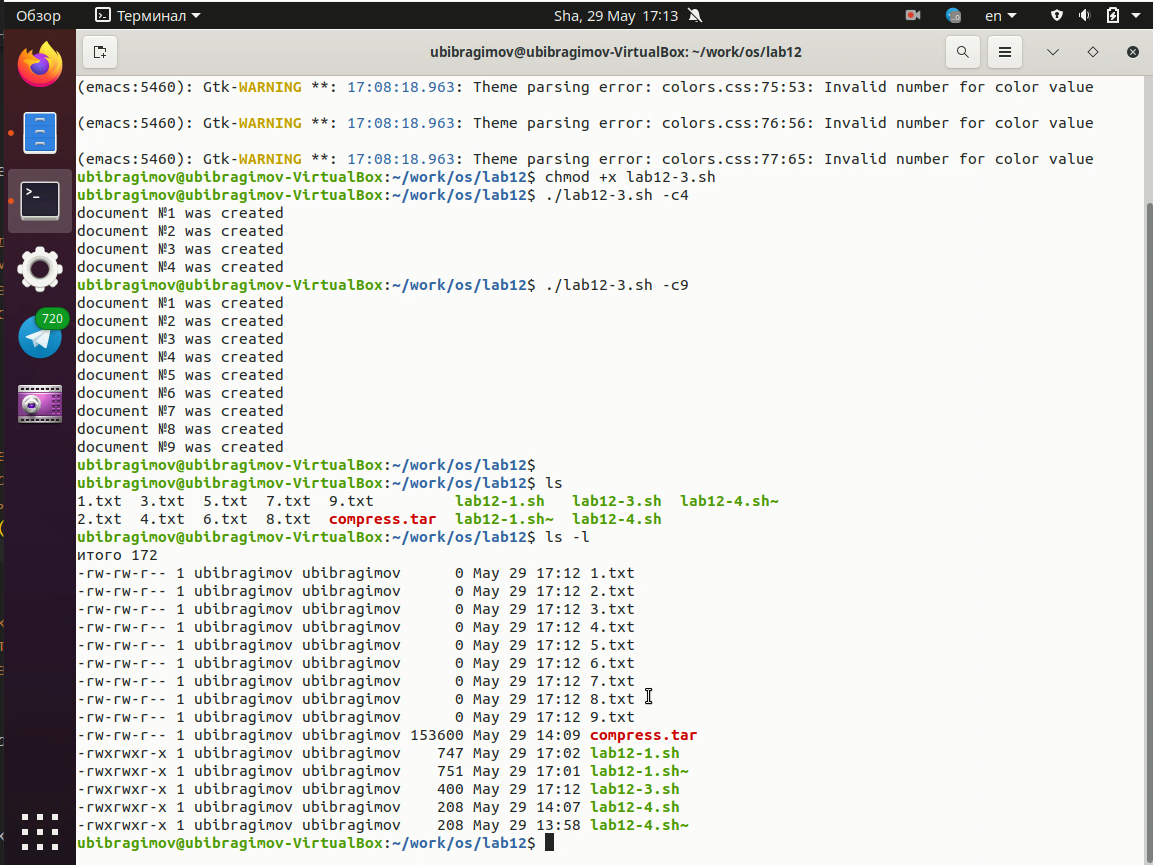 Обзор
Терминал
Sha, 29 May 17:13
en
ubibragimov@ubibragimov-VirtualBox: ~/work/os/lab12
720
(emacs:5460): Gtk-WARNING **: 17:08:18.963: Theme parsing error: colors.css:75:53: Invalid number for color value
(emacs:5460): Gtk-WARNING **: 17:08:18.963: Theme parsing error: colors.css:76:56: Invalid number for color value
(emacs:5460): Gtk-WARNING **: 17:08:18.963: Theme parsing error: colors.css:77:65: Invalid number for color value
ubibragimov@ubibragimov-VirtualBox:~/work/os/lab12$ chmod +x lab12-3.sh
ubibragimov@ubibragimov-VirtualBox:~/work/os/lab12$ ./lab12-3.sh -c4
document №1 was created
document №2 was created
document №3 was created
document №4 was created
ubibragimov@ubibragimov-VirtualBox:~/work/os/lab12$ ./lab12-3.sh -c9
document №1 was created
document №2 was created
document №3 was created
document №4 was created
document №5 was created
document №6 was created
document №7 was created
document №8 was created
document №9 was created
ubibragimov@ubibragimov-VirtualBox:~/work/os/lab12$
ubibragimov@ubibragimov-VirtualBox:~/work/os/lab12$ ls
1.txt 3.txt 5.txt 7.txt 9.txt lab12-1.sh lab12-3.sh lab12-4.sh~
2.txt 4.txt 6.txt 8.txt compress.tar lab12-1.sh~ lab12-4.sh
ubibragimov@ubibragimov-VirtualBox:~/work/os/lab12$ ls -l
итого 172
-rw-rw-r-- 1 ubibragimov ubibragimov 0 May 29 17:12 1.txt
-rw-rw-r-- 1 ubibragimov ubibragimov 0 May 29 17:12 2.txt
-rw-rw-r-- 1 ubibragimov ubibragimov 0 May 29 17:12 3.txt
-rw-rw-r-- 1 ubibragimov ubibragimov 0 May 29 17:12 4.txt
-rw-rw-r-- 1 ubibragimov ubibragimov 0 May 29 17:12 5.txt
-rw-rw-r-- 1 ubibragimov ubibragimov 0 May 29 17:12 6.txt
-rw-rw-r-- 1 ubibragimov ubibragimov 0 May 29 17:12 7.txt
-rw-rw-r-- 1 ubibragimov ubibragimov 0 May 29 17:12 8.txt
-rw-rw-r-- 1 ubibragimov ubibragimov 0 May 29 17:12 9.txt
-rw-rw-r-- 1 ubibragimov ubibragimov 153600 May 29 14:09 compress.tar
-rwxrwxr-x 1 ubibragimov ubibragimov 747 May 29 17:02 lab12-1.sh
-rwxrwxr-x 1 ubibragimov ubibragimov 751 May 29 17:01 lab12-1.sh~
-rwxrwxr-x 1 ubibragimov ubibragimov 400 May 29 17:12 lab12-3.sh
-rwxrwxr-x 1 ubibragimov ubibragimov 208 May 29 14:07 lab12-4.sh
-rwxrwxr-x 1 ubibragimov ubibragimov 208 May 29 13:58 lab12-4.sh~
ubibragimov@ubibragimov-VirtualBox:~/work/os/lab12$